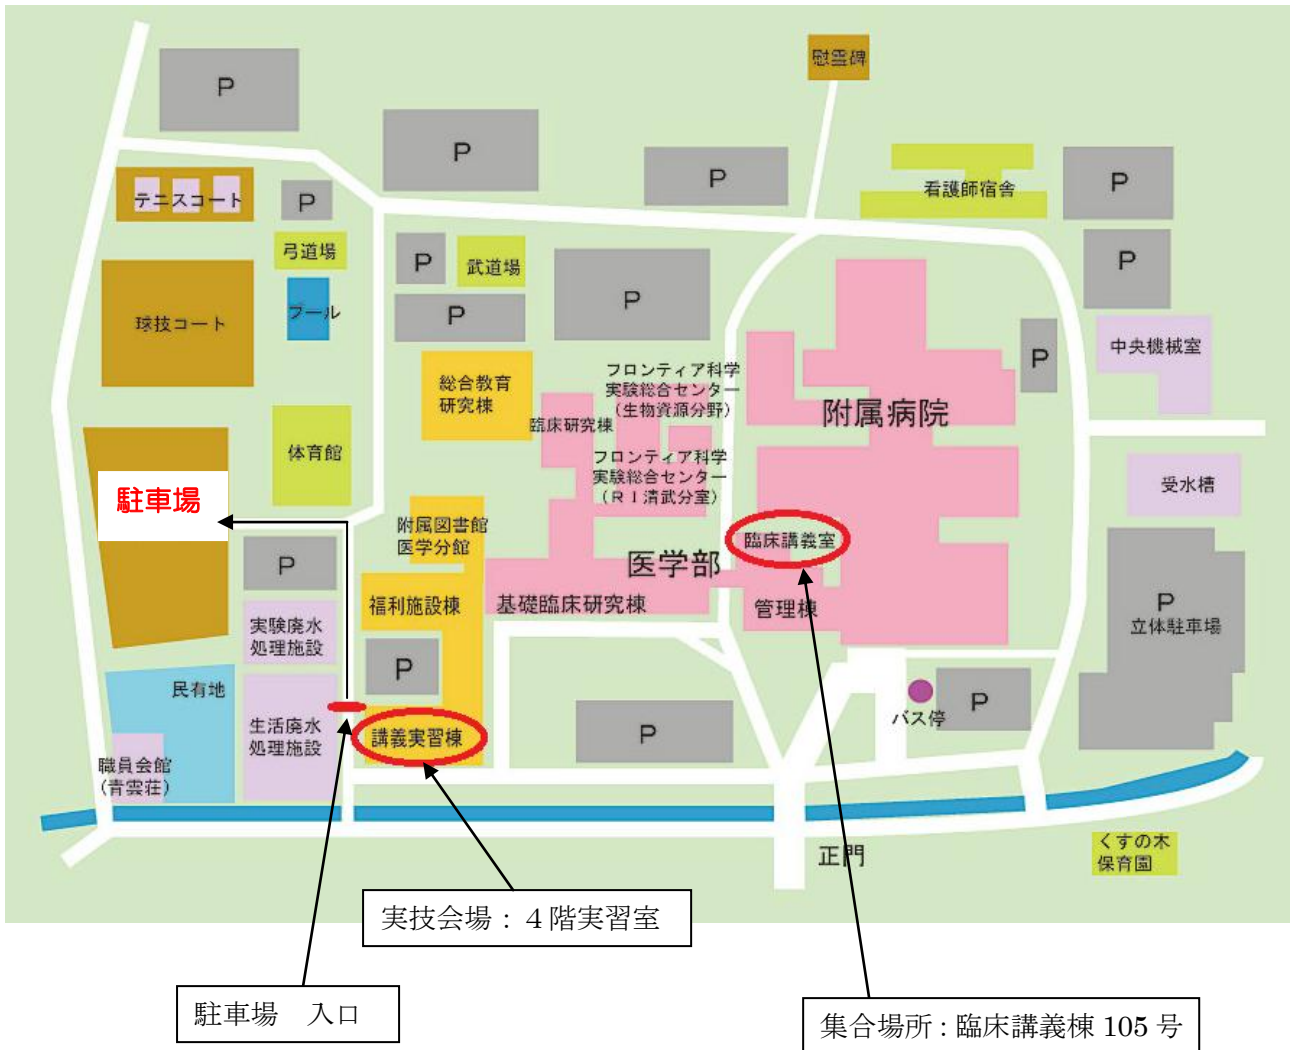 慰霊碑
P
P
P
P
テニスコート
P
看護師宿舎
弓道場
P
武道場
P
P
プール
P
球技コート
P
中央機械室
総合教育
研究棟
フロンティア科学
実験総合センター
(生物資源分野)
臨床研究棟
附属病院
体育館
フロンティア科学
実験総合センター
(RI清武分室)
受水槽
駐車場
附属図書館
医学分館
臨床講義室
医学部
P
福利施設棟
基礎臨床研究棟
管理棟
P
立体駐車場
実験廃水
処理施設
P
民有地
P
バス停
生活廃水
処理施設
講義実習棟
P
職員会館
(青雲荘)
正門
くすの木
保育園
実技会場：４階実習室
駐車場　入口
集合場所：臨床講義棟 105 号